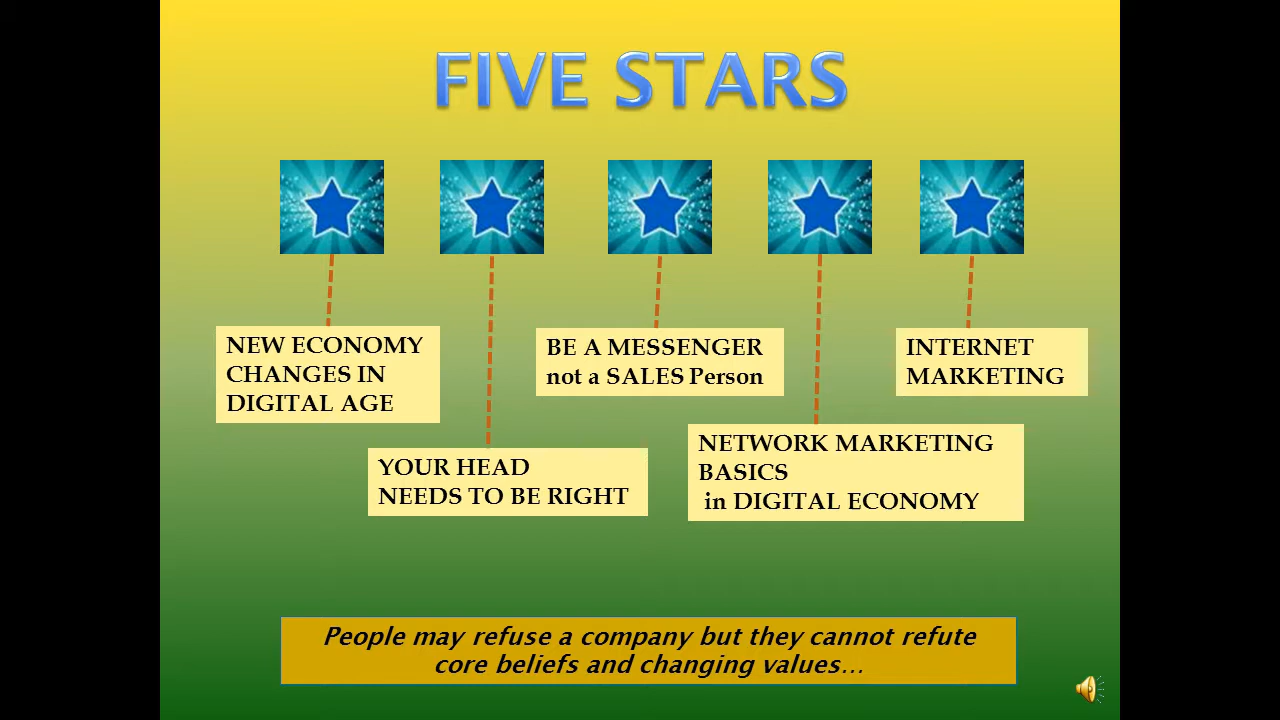 FIVE STARS
NEW ECONOMY
CHANGES IN
DIGITAL AGE
YOUR HEAD
NEEDS TO BE RIGHT
BE A MESSENGER
not a SALES Person
NETWORK MARKETING
BASICS
in DIGITAL ECONOMY
INTERNET
MARKETING
People may refuse a company but they cannot refute
core beliefs and changing values...